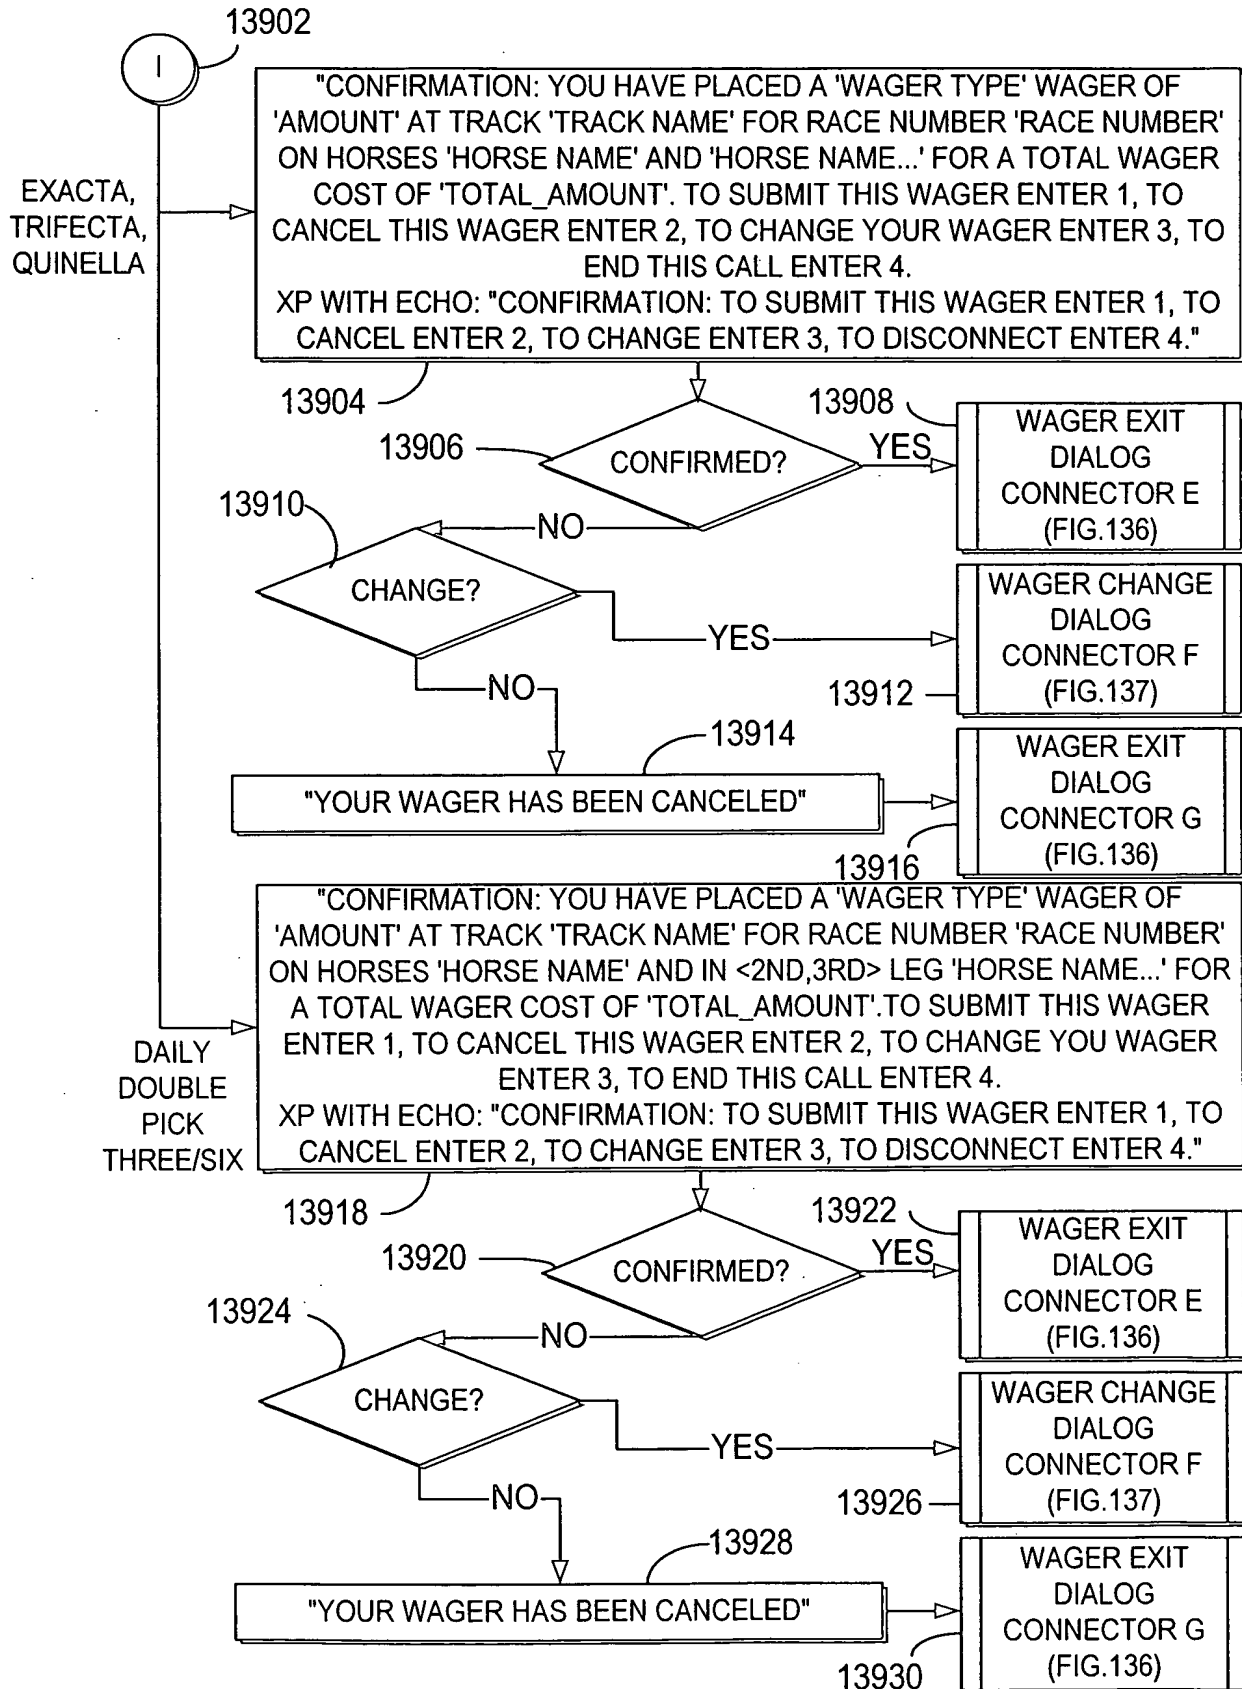 13902
I
"CONFIRMATION: YOU HAVE PLACED A 'WAGER TYPE' WAGER OF
'AMOUNT' AT TRACK 'TRACK NAME' FOR RACE NUMBER 'RACE NUMBER'
ON HORSES 'HORSE NAME' AND 'HORSE NAME...' FOR A TOTAL WAGER
COST OF 'TOTAL_AMOUNT'. TO SUBMIT THIS WAGER ENTER 1, TO
CANCEL THIS WAGER ENTER 2, TO CHANGE YOUR WAGER ENTER 3, TO
END THIS CALL ENTER 4.
XP WITH ECHO: "CONFIRMATION: TO SUBMIT THIS WAGER ENTER 1, TO
CANCEL ENTER 2, TO CHANGE ENTER 3, TO DISCONNECT ENTER 4."
EXACTA,
TRIFECTA,
QUINELLA
13904
13906
CONFIRMED?
YES
13908
WAGER EXIT
DIALOG
CONNECTOR E
(FIG.136)
NO
13910
CHANGE?
YES
WAGER CHANGE
DIALOG
CONNECTOR F
(FIG.137)
13912
NO
13914
"YOUR WAGER HAS BEEN CANCELED"
WAGER EXIT
DIALOG
CONNECTOR G
(FIG.136)
13916
"CONFIRMATION: YOU HAVE PLACED A 'WAGER TYPE' WAGER OF
'AMOUNT' AT TRACK 'TRACK NAME' FOR RACE NUMBER 'RACE NUMBER'
ON HORSES 'HORSE NAME' AND IN <2ND,3RD> LEG 'HORSE NAME...' FOR
A TOTAL WAGER COST OF 'TOTAL_AMOUNT'.TO SUBMIT THIS WAGER
ENTER 1, TO CANCEL THIS WAGER ENTER 2, TO CHANGE YOU WAGER
ENTER 3, TO END THIS CALL ENTER 4.
XP WITH ECHO: "CONFIRMATION: TO SUBMIT THIS WAGER ENTER 1, TO
CANCEL ENTER 2, TO CHANGE ENTER 3, TO DISCONNECT ENTER 4."
DAILY
DOUBLE
PICK
THREE/SIX
13918
13920
CONFIRMED?
YES
13922
WAGER EXIT
DIALOG
CONNECTOR E
(FIG.136)
NO
13924
CHANGE?
YES
WAGER CHANGE
DIALOG
CONNECTOR F
(FIG.137)
13926
NO
13928
"YOUR WAGER HAS BEEN CANCELED"
WAGER EXIT
DIALOG
CONNECTOR G
(FIG.136)
13930